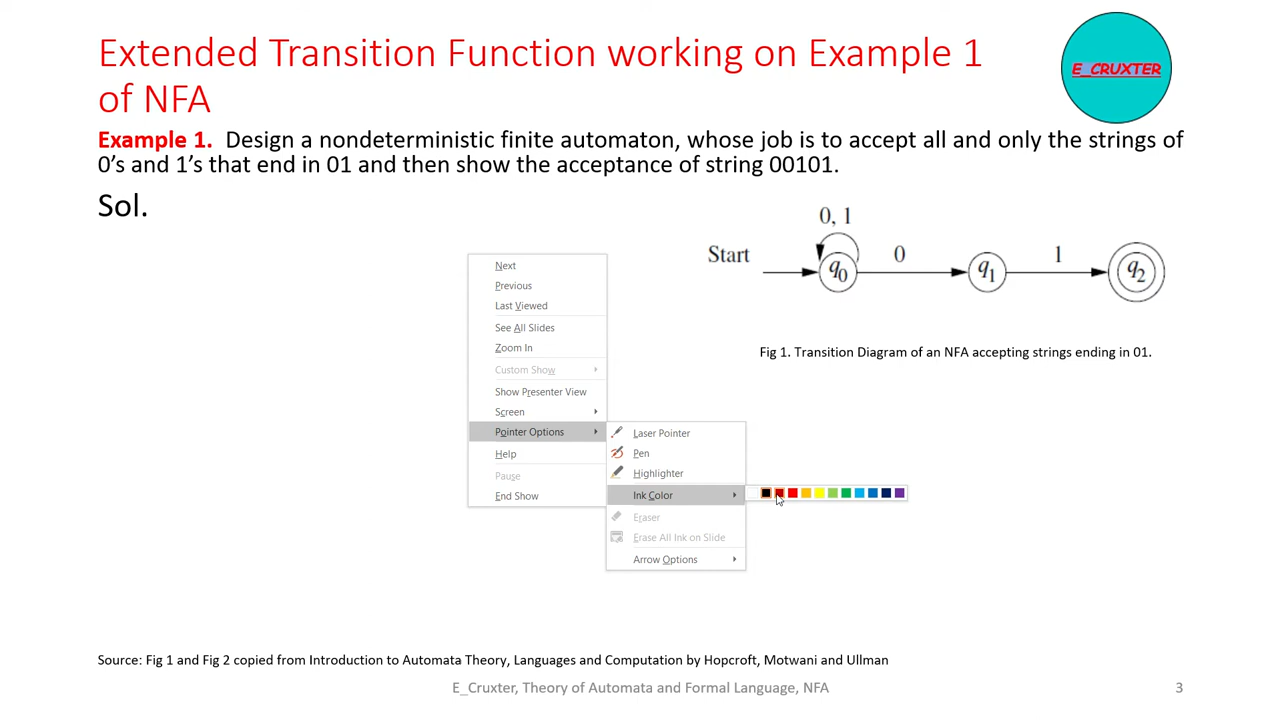 Extended Transition Function working on Example 1
of NFA
E_CRUXTER
Example 1. Design a nondeterministic finite automaton, whose job is to accept all and only the strings of
0’s and 1’s that end in 01 and then show the acceptance of string 00101.
Sol.
0, 1
Start
0
1
q0
q1
q2
Fig 1. Transition Diagram of an NFA accepting strings ending in 01.
Next
Previous
Last Viewed
See All Slides
Zoom In
Custom Show
Show Presenter View
Screen
Pointer Options
Help
Pause
End Show
Laser Pointer
Pen
Highlighter
Ink Color
Eraser
Erase All Ink on Slide
Arrow Options
Source: Fig 1 and Fig 2 copied from Introduction to Automata Theory, Languages and Computation by Hopcroft, Motwani and Ullman
E_Cruxter, Theory of Automata and Formal Language, NFA
3